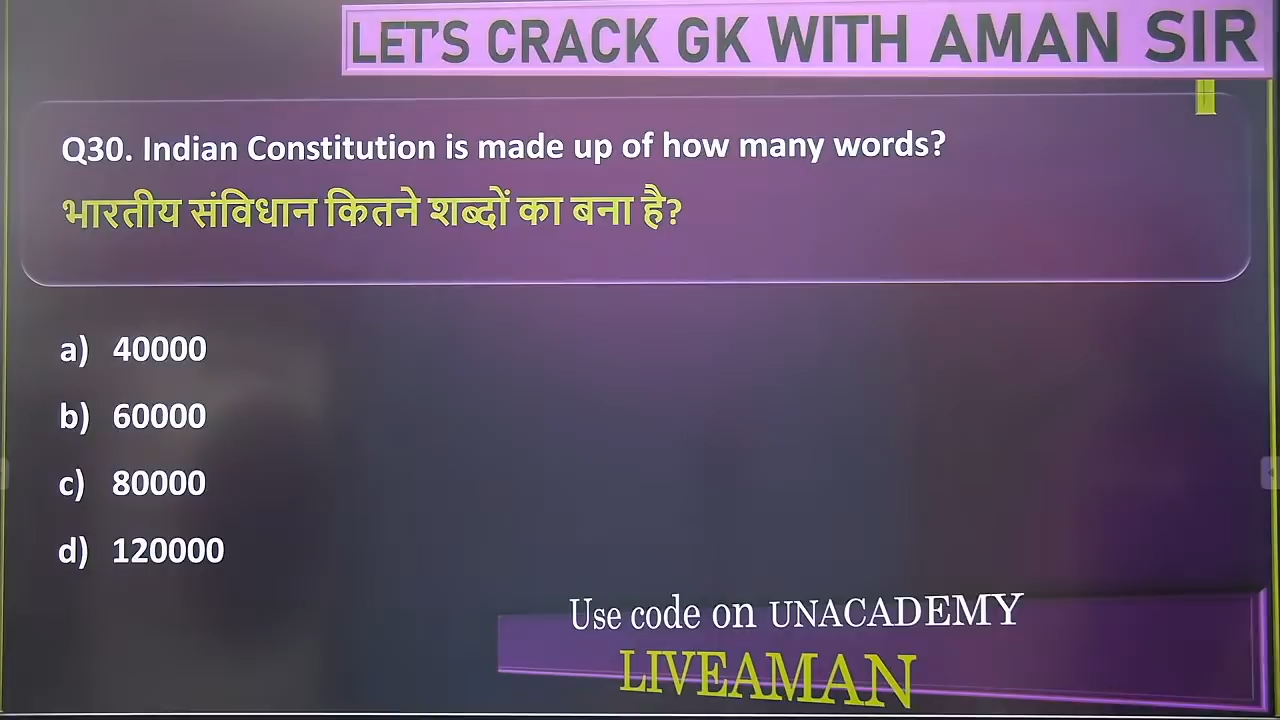 LET'S CRACK GK WITH AMAN SIR
Q30. Indian Constitution is made up of how many words?
भारतीय संविधान कितने शब्दों का बना है?
a) 40000
b) 60000
c) 80000
d) 120000
Use code on UNACADEMY
LIVEAMAN